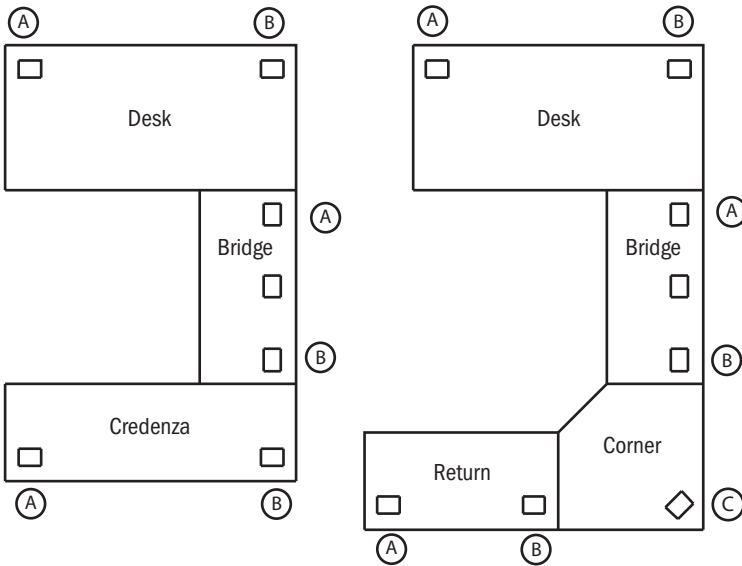 A B A B
Desk Desk
A A
Bridge Bridge
B B
Credenza
Corner
Return
A B C
A B